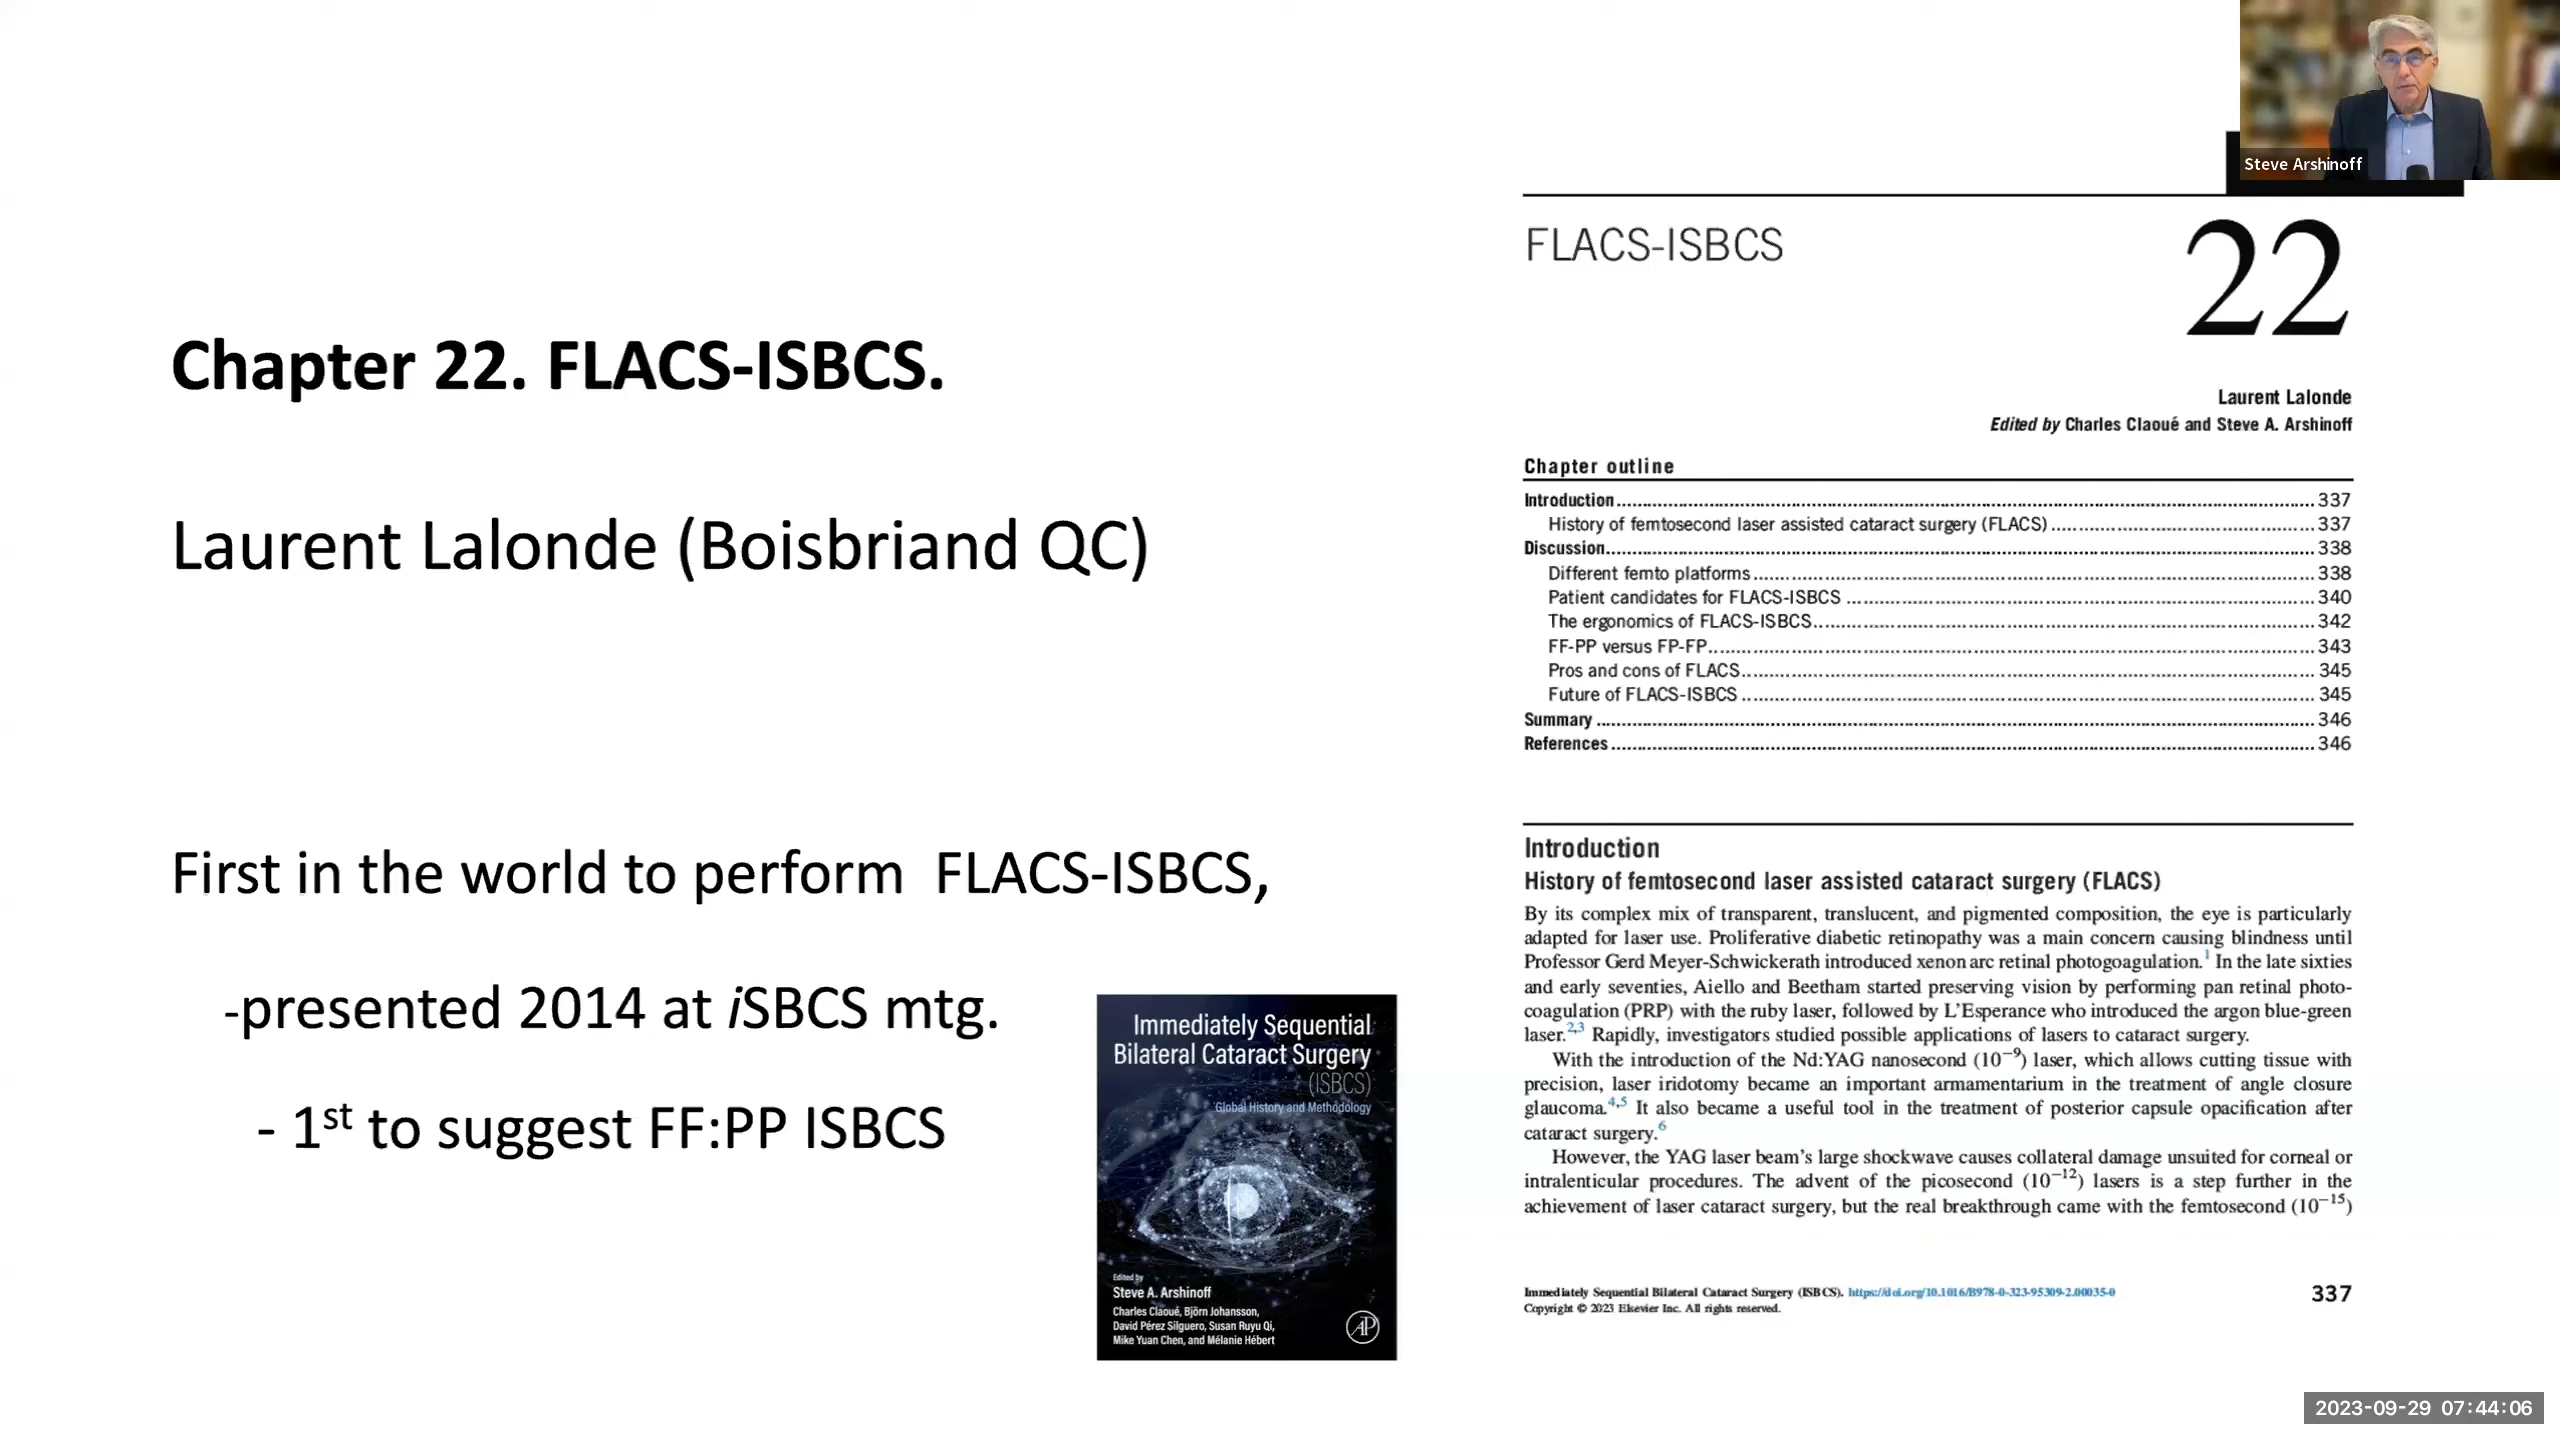 Steve Arshinoff
Chapter 22. FLACS-ISBCS.
Laurent Lalonde (Boisbriand QC)
First in the world to perform  FLACS-ISBCS,
-presented 2014 at iSBCS mtg.
- 1st to suggest FF:PP ISBCS
Immediately Sequential
Bilateral Cataract Surgery
(ISBCS)
Global History and Methodology
Edited by
Steve A. Arshinoff
Charles Claoué, Björn Johansson,
David Pérez Silguero, Susan Ruyu Qi,
Mike Yuan Chen, and Mélanie Hébert
AP
FLACS-ISBCS
22
Laurent Lalonde
Edited by Charles Claoué and Steve A. Arshinoff
Chapter outline
Introduction.....337
History of femtosecond laser assisted cataract surgery (FLACS).....337
Discussion.....338
Different femto platforms.....338
Patient candidates for FLACS-ISBCS.....340
The ergonomics of FLACS-ISBCS.....342
FF-PP versus FP-FP.....343
Pros and cons of FLACS.....345
Future of FLACS-ISBCS.....345
Summary.....346
References.....346
Introduction
History of femtosecond laser assisted cataract surgery (FLACS)
By its complex mix of transparent, translucent, and pigmented composition, the eye is particularly
adapted for laser use. Proliferative diabetic retinopathy was a main concern causing blindness until
Professor Gerd Meyer-Schwickerath introduced xenon arc retinal photogoagulation.1 In the late sixties
and early seventies, Aiello and Beetham started preserving vision by performing pan retinal photo-
coagulation (PRP) with the ruby laser, followed by L'Esperance who introduced the argon blue-green
laser.2,3 Rapidly, investigators studied possible applications of lasers to cataract surgery.
With the introduction of the Nd:YAG nanosecond (10−9) laser, which allows cutting tissue with
precision, laser iridotomy became an important armamentarium in the treatment of angle closure
glaucoma.4,5 It also became a useful tool in the treatment of posterior capsule opacification after
cataract surgery.6
However, the YAG laser beam's large shockwave causes collateral damage unsuited for corneal or
intralenticular procedures. The advent of the picosecond (10−12) lasers is a step further in the
achievement of laser cataract surgery, but the real breakthrough came with the femtosecond (10−15)
Immediately Sequential Bilateral Cataract Surgery (ISBCS). https://doi.org/10.1016/B978-0-323-95309-2.00035-0
Copyright © 2023 Elsevier Inc. All rights reserved.
337
2023-09-29 07:44:06